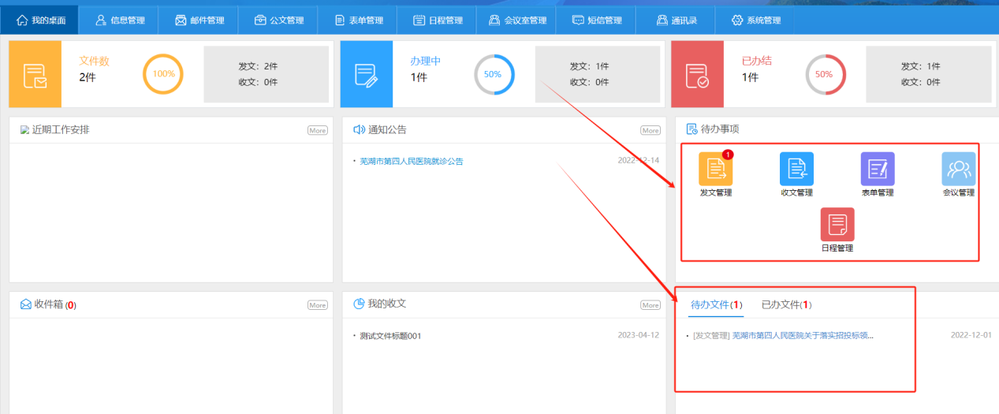 我的桌面 信息管理 邮件管理 公文管理 表单管理 日程管理 会议室管理 短信管理 通讯录 系统管理
文件数
2件
100%
发文：2件
收文：0件
办理中
1件
50%
发文：1件
收文：0件
已办结
1件
50%
发文：1件
收文：0件
近期工作安排 More
通知公告 More
· 芜湖市第四人民医院就诊公告 2022-12-14
待办事项
1
发文管理 收文管理 表单管理 会议管理
日程管理
收件箱 (0) More
我的收文 More
· 测试文件标题001 2023-04-12
待办文件(1) 已办文件(1)
· [发文管理] 芜湖市第四人民医院关于落实招投标领... 2022-12-01